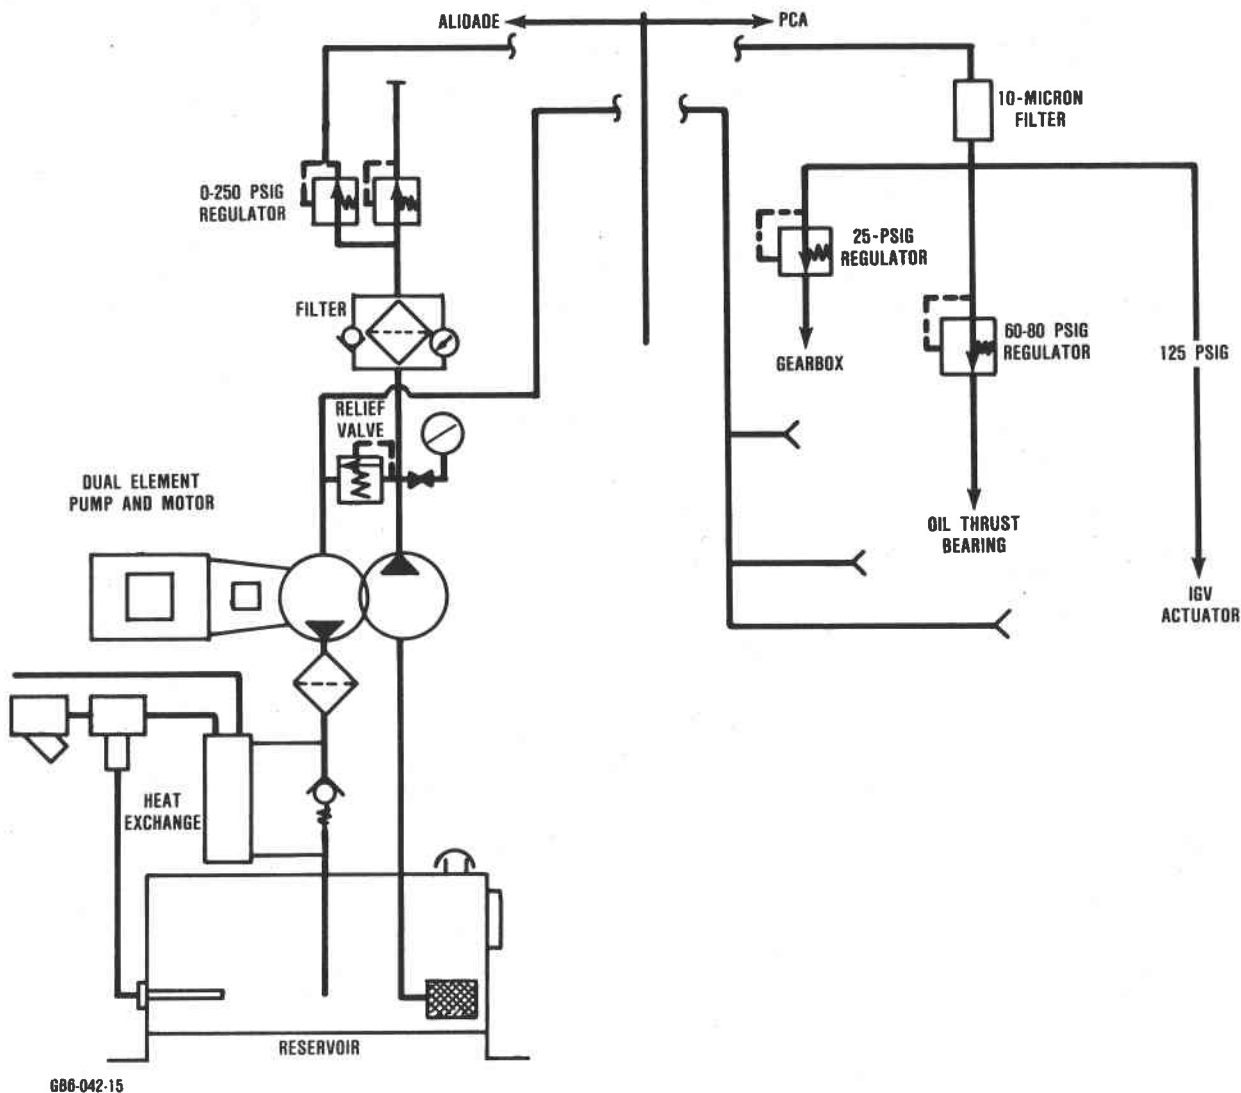 ALIDADE
PCA
10-MICRON
FILTER
0-250 PSIG
REGULATOR
25-PSIG
REGULATOR
FILTER
60-80 PSIG
REGULATOR
125 PSIG
GEARBOX
RELIEF
VALVE
DUAL ELEMENT
PUMP AND MOTOR
OIL THRUST
BEARING
IGV
ACTUATOR
HEAT
EXCHANGE
RESERVOIR
G86-042-15